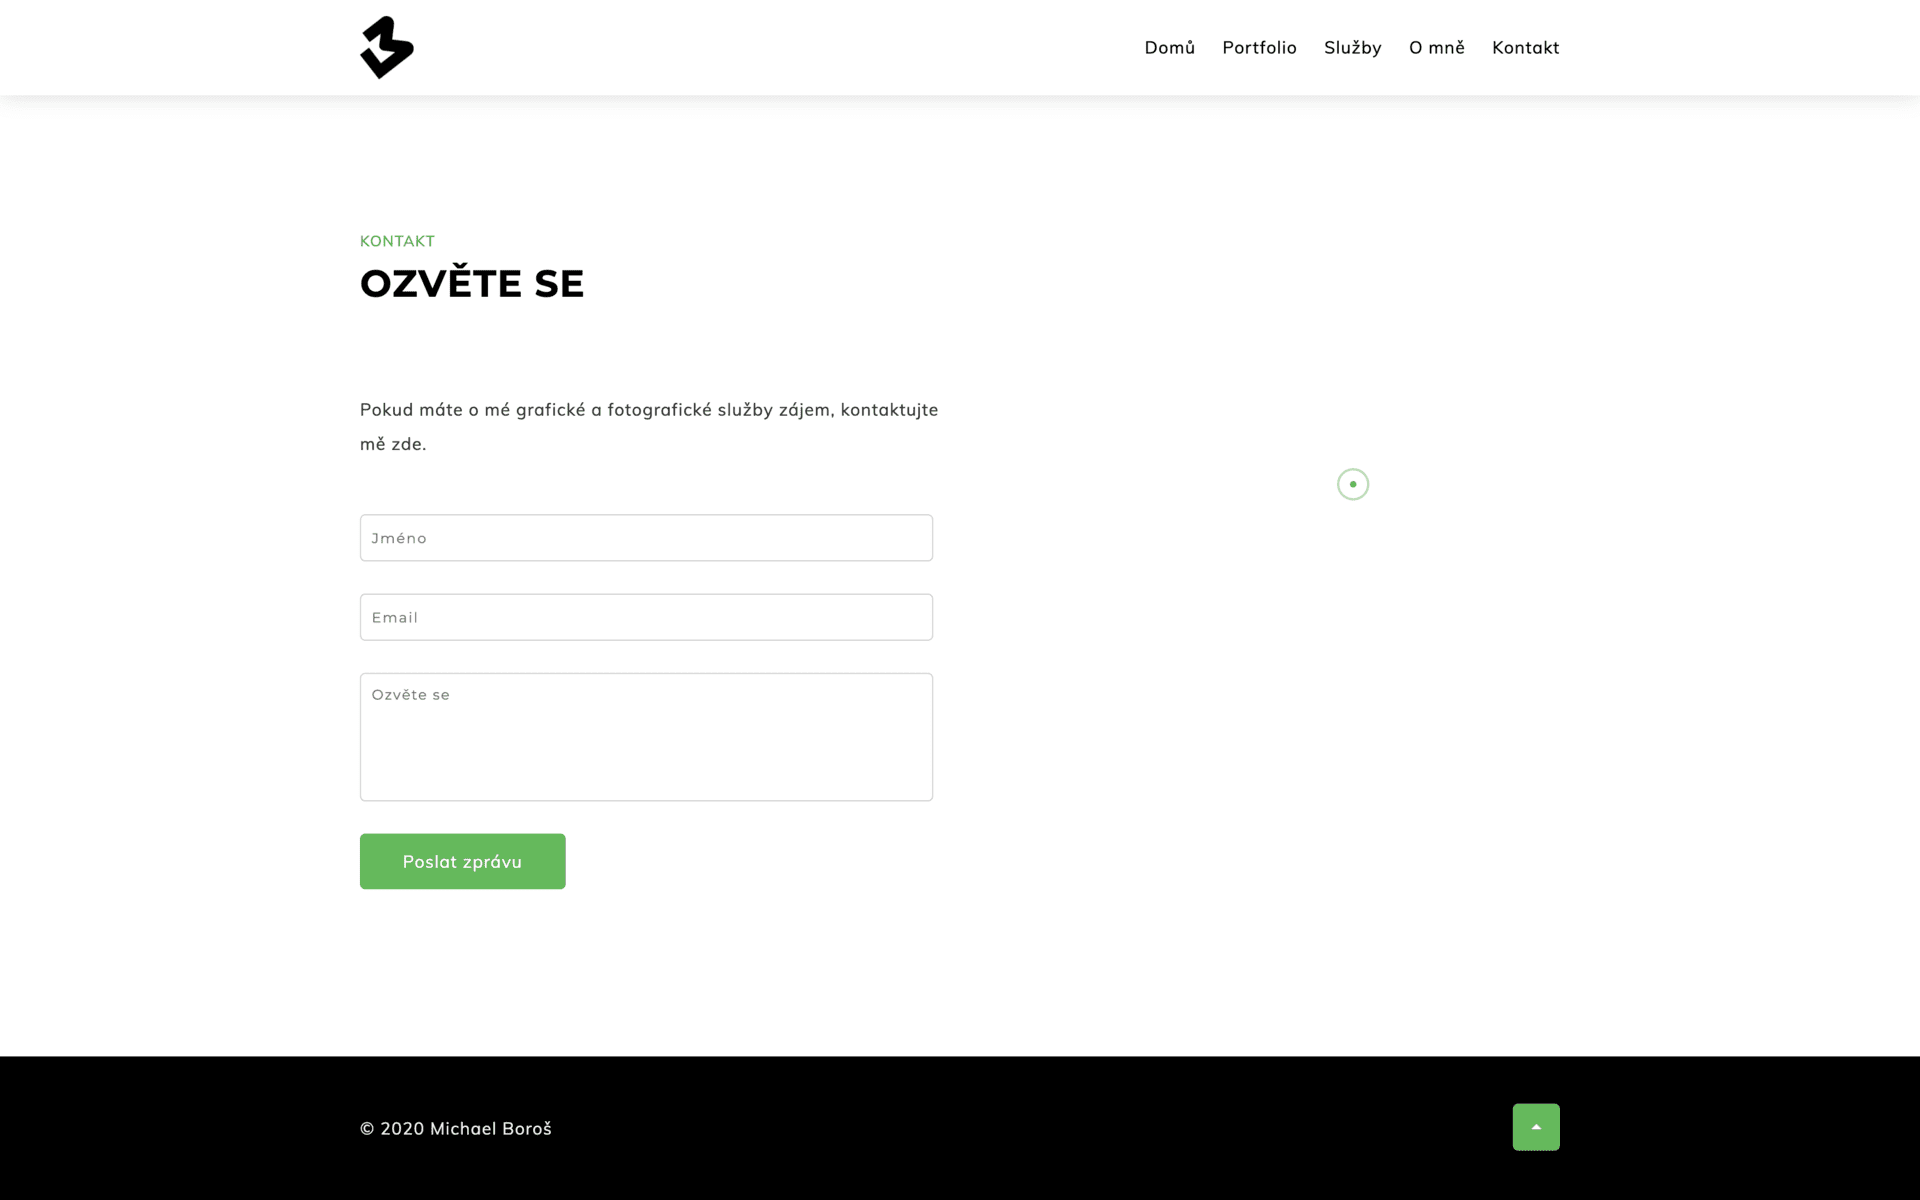 Domů Portfolio Služby O mně Kontakt
KONTAKT
OZVĚTE SE
Pokud máte o mé grafické a fotografické služby zájem, kontaktujte
mě zde.
Jméno
Email
Ozvěte se
Poslat zprávu
© 2020 Michael Boroš